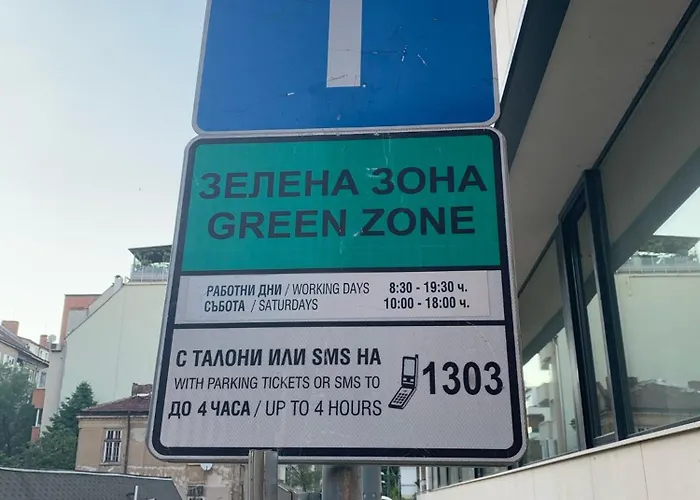 ЗЕЛЕНА ЗОНА
GREEN ZONE
РАБОТНИ ДНИ / WORKING DAYS 8:30 - 19:30 ч.
СЪБОТА / SATURDAYS 10:00 - 18:00 ч.
С ТАЛОНИ ИЛИ SMS НА
WITH PARKING TICKETS OR SMS TO
1303
ДО 4 ЧАСА / UP TO 4 HOURS